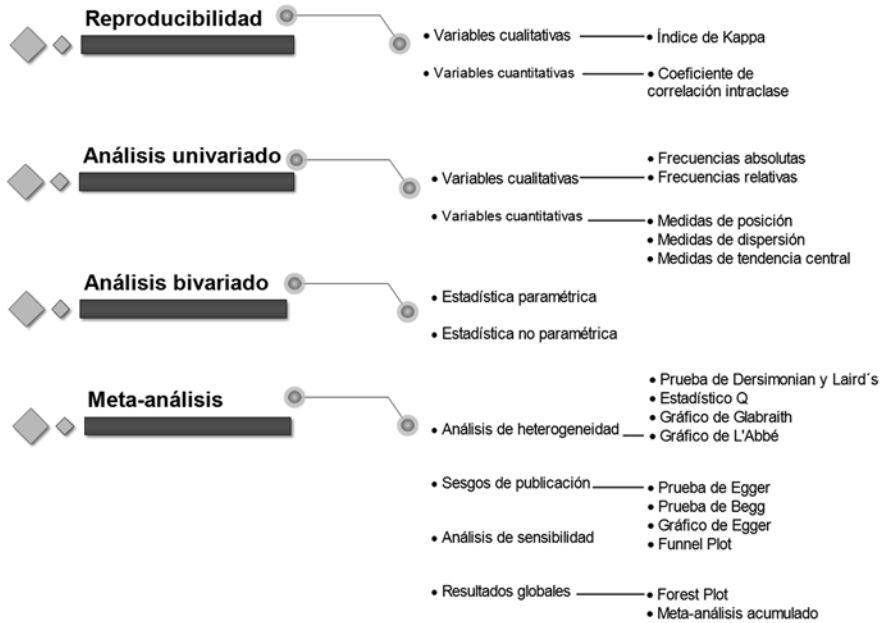 Reproducibilidad
• Variables cualitativas
• Índice de Kappa
• Variables cuantitativas
• Coeficiente de
correlación intraclase
Análisis univariado
• Variables cualitativas
• Frecuencias absolutas
• Frecuencias relativas
• Variables cuantitativas
• Medidas de posición
• Medidas de dispersión
• Medidas de tendencia central
Análisis bivariado
• Estadística paramétrica
• Estadística no paramétrica
Meta-análisis
• Análisis de heterogeneidad
• Prueba de Dersimonian y Laird´s
• Estadístico Q
• Gráfico de Glabraith
• Gráfico de L'Abbé
• Sesgos de publicación
• Prueba de Egger
• Prueba de Begg
• Gráfico de Egger
• Funnel Plot
• Análisis de sensibilidad
• Resultados globales
• Forest Plot
• Meta-análisis acumulado